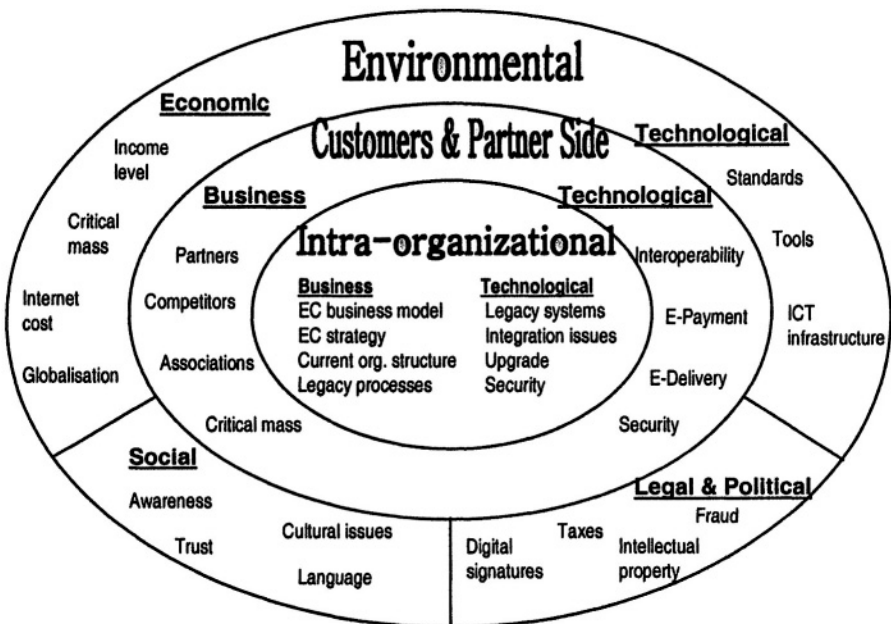 Environmental
Economic
Income
level
Critical
mass
Internet
cost
Globalisation
Technological
Standards
Tools
ICT
infrastructure
Customers & Partner Side
Business
Partners
Competitors
Associations
Critical mass
Technological
Interoperability
E-Payment
E-Delivery
Security
Intra-organizational
Business
EC business model
EC strategy
Current org. structure
Legacy processes
Technological
Legacy systems
Integration issues
Upgrade
Security
Social
Awareness
Trust
Cultural issues
Language
Legal & Political
Fraud
Taxes
Digital
signatures
Intellectual
property